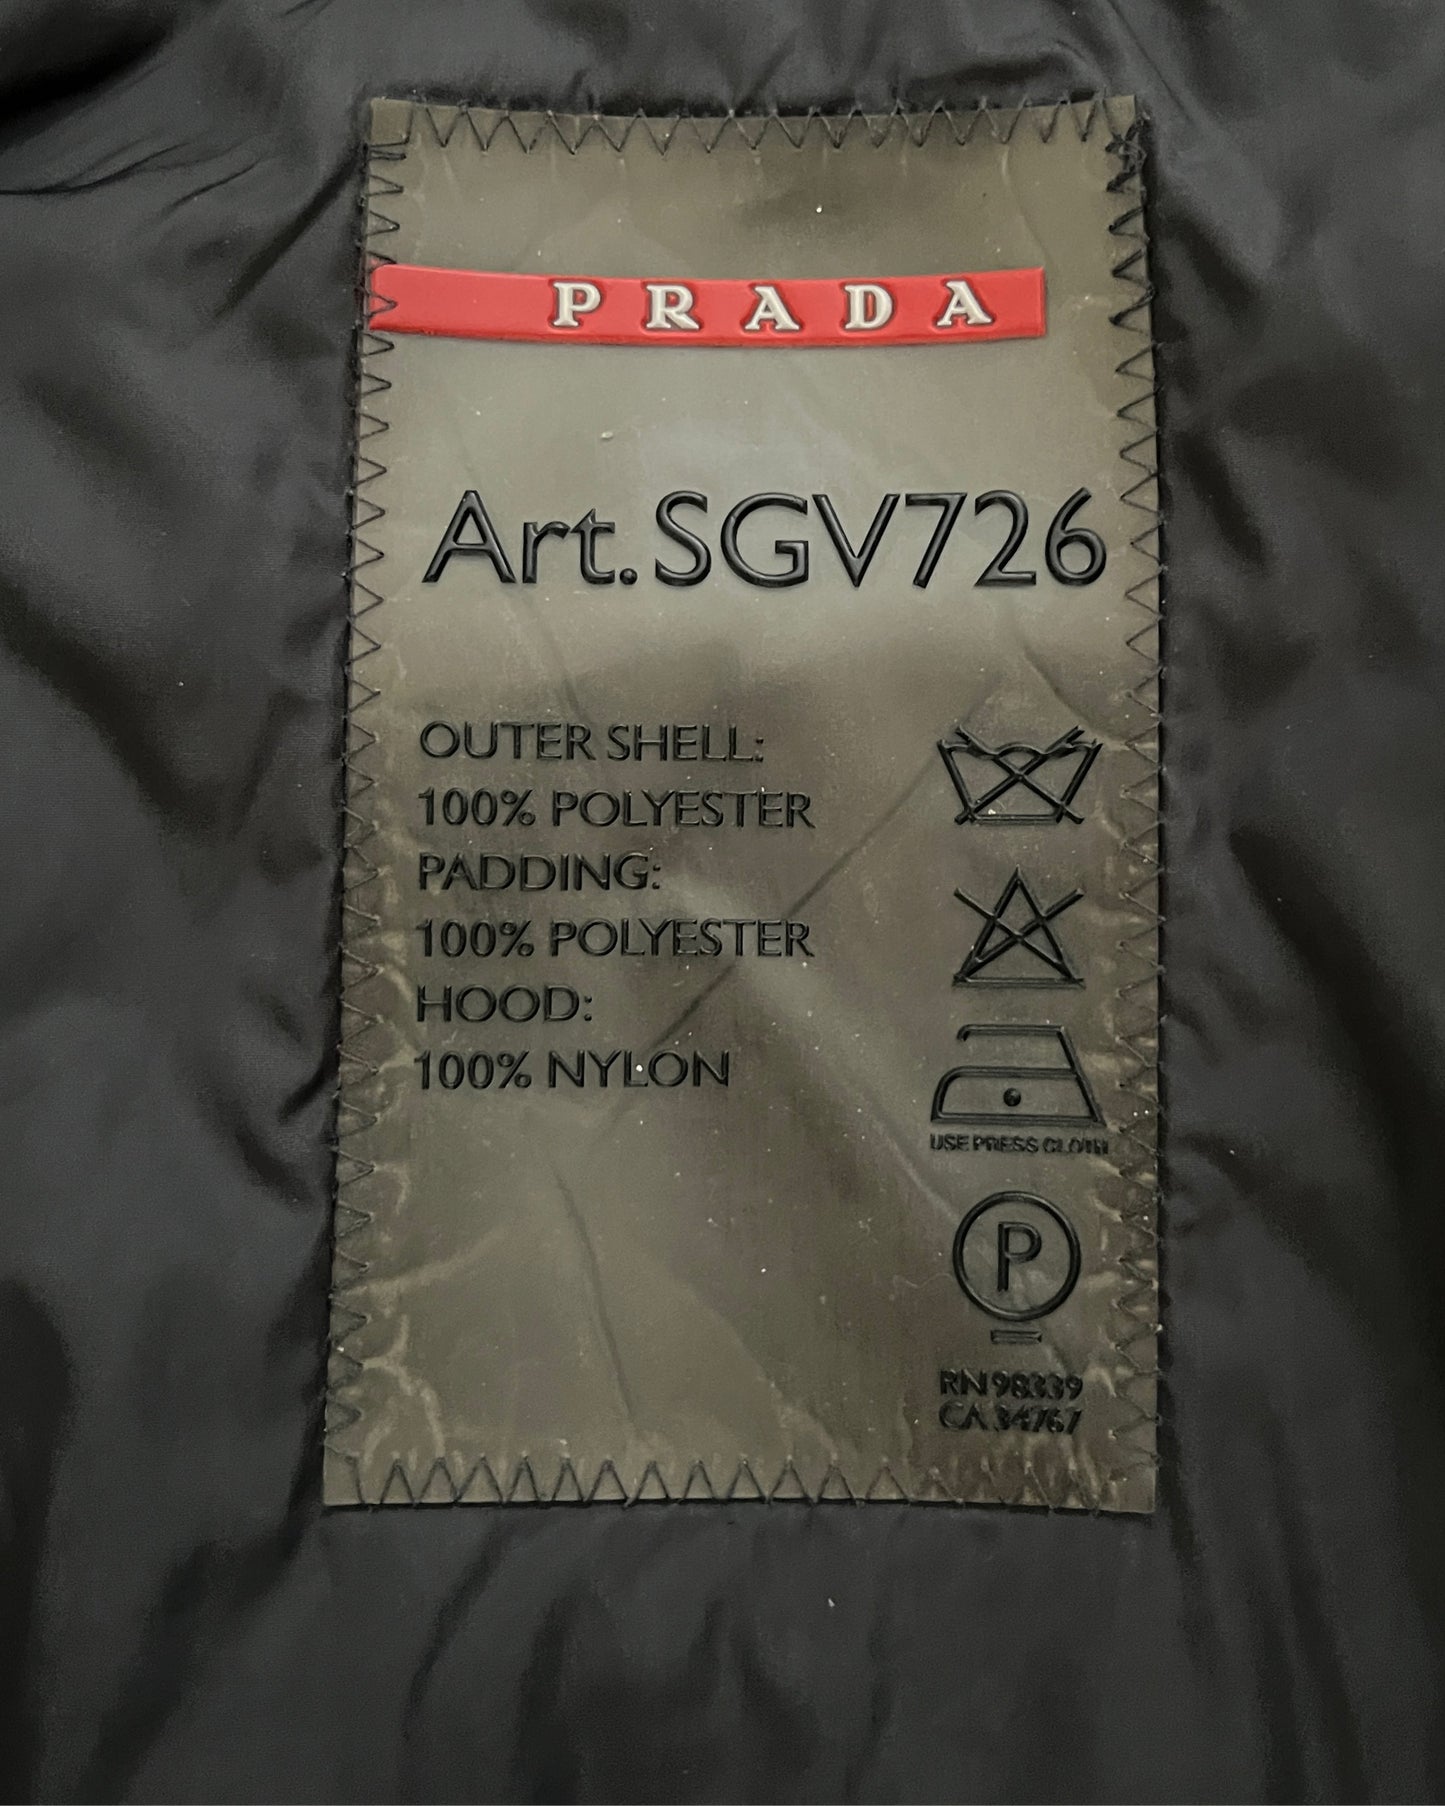 PRADA
Art.SGV726
OUTER SHELL:
100% POLYESTER
PADDING:
100% POLYESTER
HOOD:
100% NYLON
USE PRESS CLOTH
P
RN 98339
CA 34767